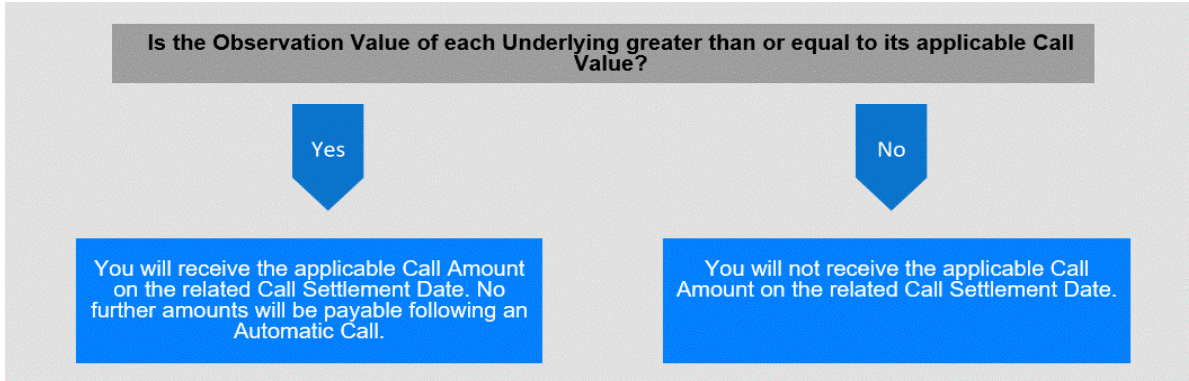 Is the Observation Value of each Underlying greater than or equal to its applicable Call
Value?
Yes
No
You will receive the applicable Call Amount
on the related Call Settlement Date. No
further amounts will be payable following an
Automatic Call.
You will not receive the applicable Call
Amount on the related Call Settlement Date.